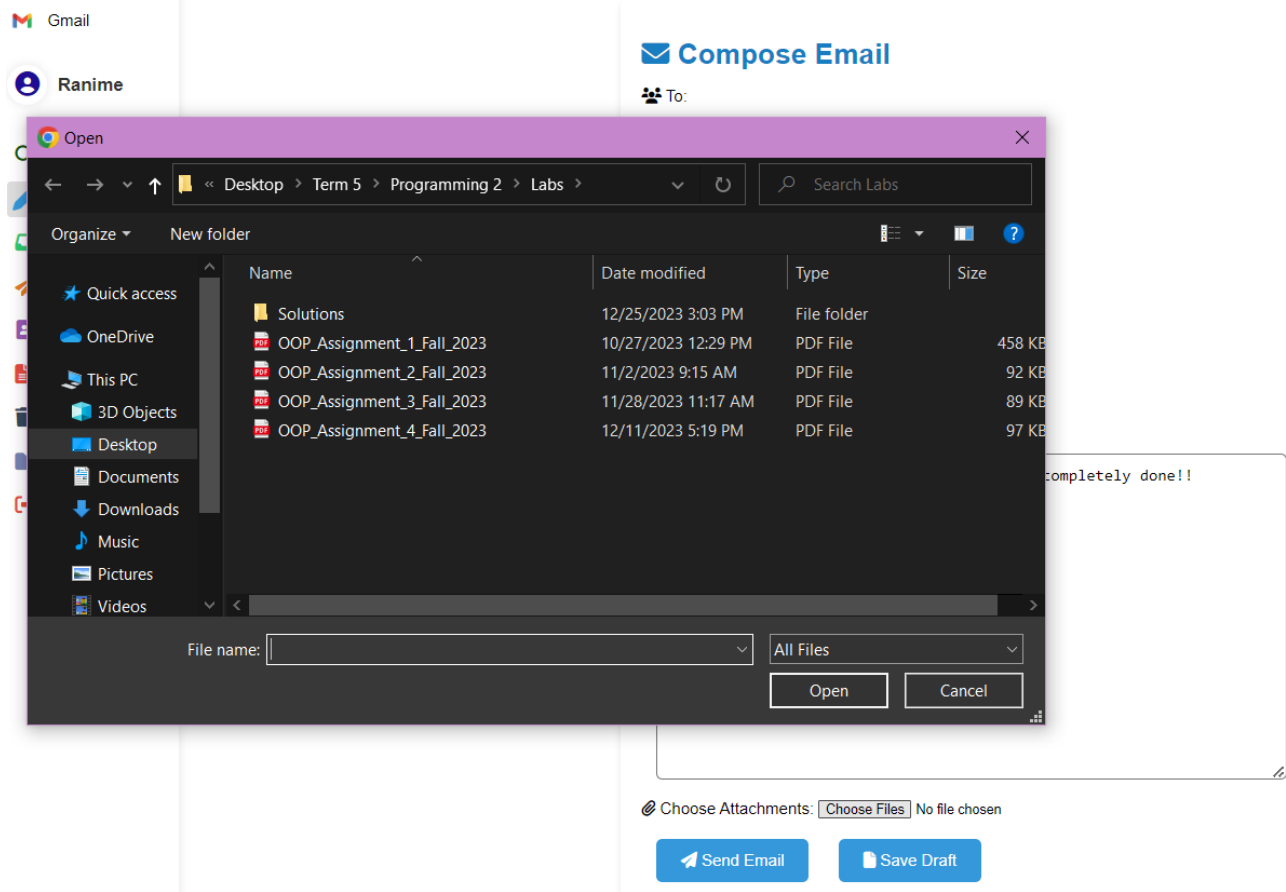 Gmail
Compose Email
Ranime
To:
Open
« Desktop > Term 5 > Programming 2 > Labs >
Search Labs
Organize
New folder
?
Name Date modified Type Size
Quick access
OneDrive
This PC
3D Objects
Desktop
Documents
Downloads
Music
Pictures
Videos
Solutions 12/25/2023 3:03 PM File folder
PDF OOP_Assignment_1_Fall_2023 10/27/2023 12:29 PM PDF File 458 KB
PDF OOP_Assignment_2_Fall_2023 11/2/2023 9:15 AM PDF File 92 KB
PDF OOP_Assignment_3_Fall_2023 11/28/2023 11:17 AM PDF File 89 KB
PDF OOP_Assignment_4_Fall_2023 12/11/2023 5:19 PM PDF File 97 KB
ompletely done!!
File name:
All Files
Open
Cancel
Choose Attachments: Choose Files No file chosen
Send Email
Save Draft